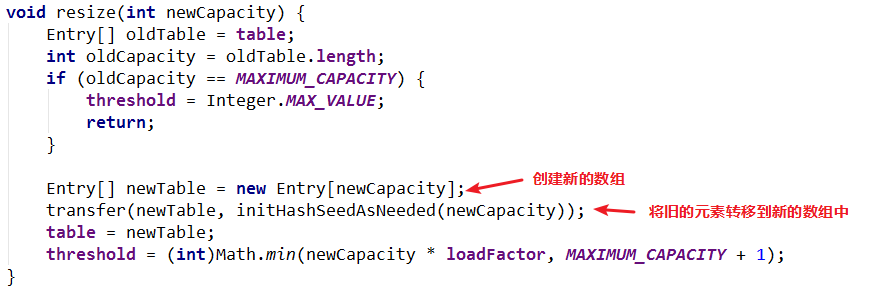 void resize(int newCapacity) {
    Entry[] oldTable = table;
    int oldCapacity = oldTable.length;
    if (oldCapacity == MAXIMUM_CAPACITY) {
        threshold = Integer.MAX_VALUE;
        return;
    }
    Entry[] newTable = new Entry[newCapacity]; 创建新的数组
    transfer(newTable, initHashSeedAsNeeded(newCapacity)); 将旧的元素转移到新的数组中
    table = newTable;
    threshold = (int)Math.min(newCapacity * loadFactor, MAXIMUM_CAPACITY + 1);
}